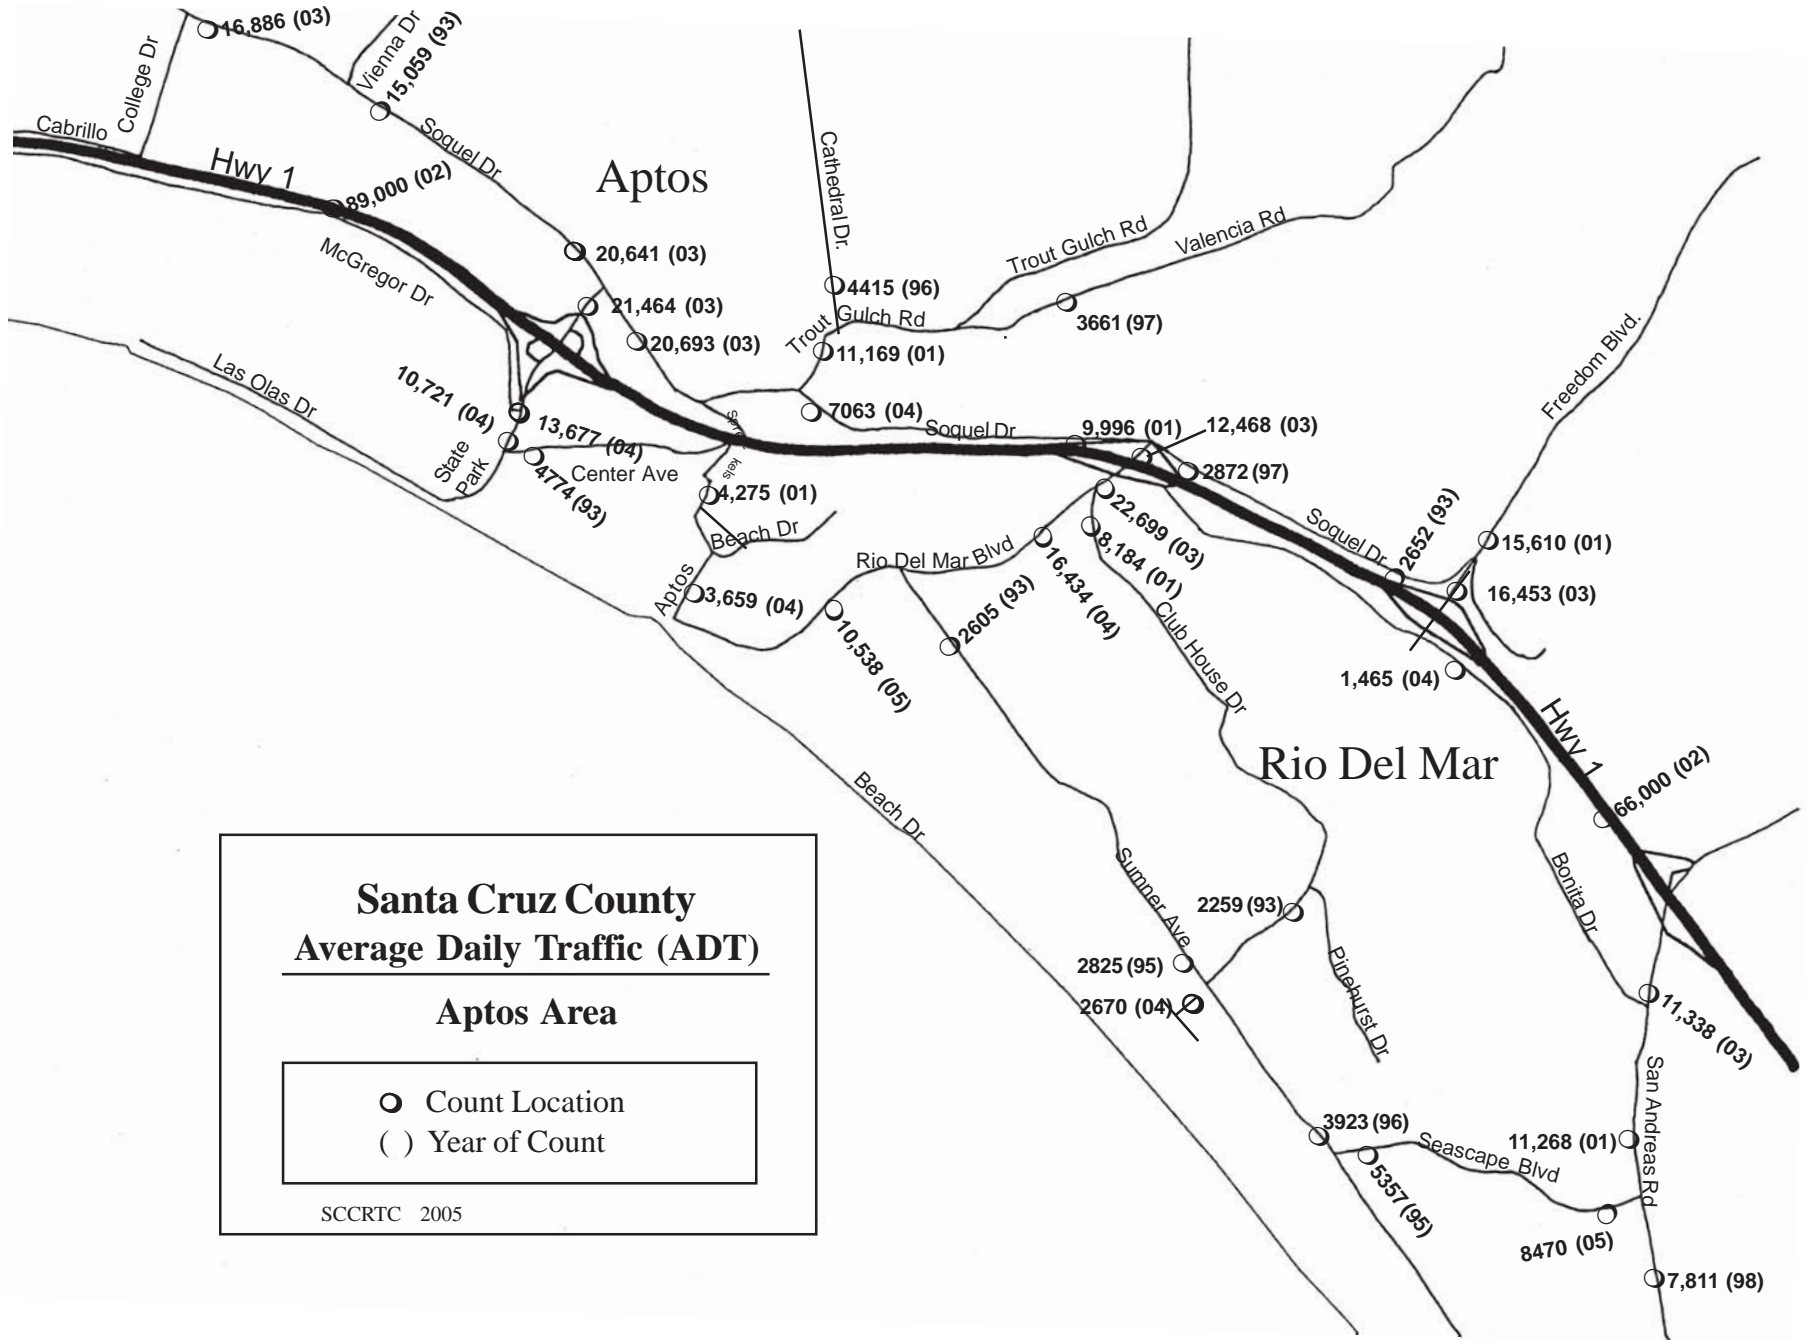 16,886 (03)
Vienna Dr
15,059 (93)
College Dr
Cabrillo
Hwy 1
89,000 (02)
Soquel Dr
Aptos
Cathedral Dr.
McGregor Dr
20,641 (03)
21,464 (03)
20,693 (03)
4415 (96)
Trout Gulch Rd
11,169 (01)
Trout Gulch Rd
Valencia Rd
3661 (97)
Las Olas Dr
10,721 (04)
13,677 (04)
State
Park
4774 (93)
Center Ave
Spreckels
4,275 (01)
Beach Dr
Aptos
3,659 (04)
7063 (04)
Soquel Dr
9,996 (01)
12,468 (03)
2872 (97)
22,699 (03)
8,184 (01)
16,434 (04)
Rio Del Mar Blvd
10,538 (05)
2605 (93)
Club House Dr
Soquel Dr
2652 (93)
Freedom Blvd.
15,610 (01)
16,453 (03)
1,465 (04)
Rio Del Mar
Hwy 1
66,000 (02)
Beach Dr
Sumner Ave
Bonita Dr
2259 (93)
2825 (95)
2670 (04)
Pinehurst Dr
11,338 (03)
San Andreas Rd
3923 (96)
5357 (95)
Seascape Blvd
11,268 (01)
8470 (05)
7,811 (98)
Santa Cruz County
Average Daily Traffic (ADT)
Aptos Area
Count Location
( ) Year of Count
SCCRTC 2005